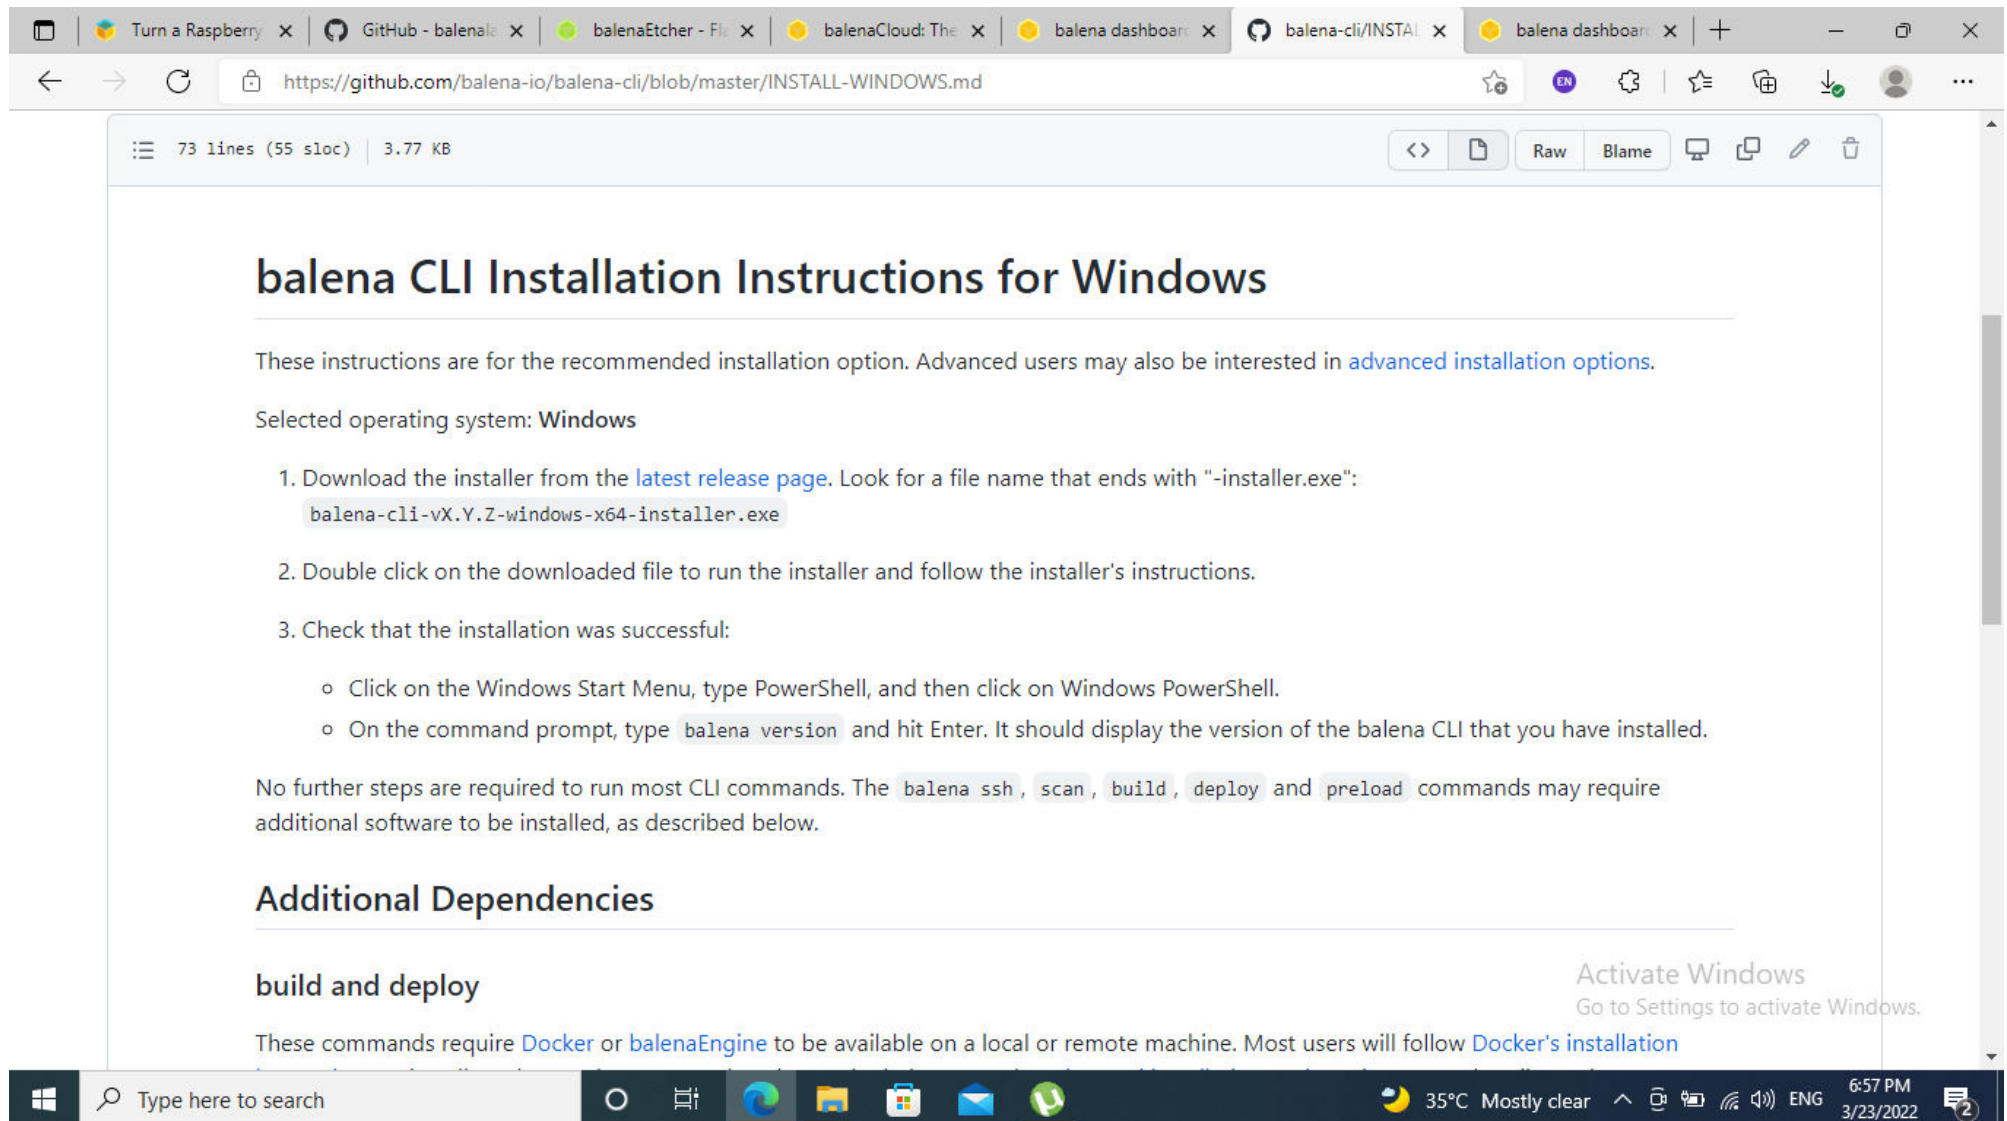 Turn a Raspberry
GitHub - balenala
balenaEtcher - Fl
balenaCloud: The
balena dashboard
balena-cli/INSTAL
balena dashboard
https://github.com/balena-io/balena-cli/blob/master/INSTALL-WINDOWS.md
EN
73 lines (55 sloc) | 3.77 KB
<>
Raw
Blame
balena CLI Installation Instructions for Windows
These instructions are for the recommended installation option. Advanced users may also be interested in advanced installation options.
Selected operating system: Windows
1. Download the installer from the latest release page. Look for a file name that ends with "-installer.exe":
balena-cli-vX.Y.Z-windows-x64-installer.exe
2. Double click on the downloaded file to run the installer and follow the installer's instructions.
3. Check that the installation was successful:
Click on the Windows Start Menu, type PowerShell, and then click on Windows PowerShell.
On the command prompt, type balena version and hit Enter. It should display the version of the balena CLI that you have installed.
No further steps are required to run most CLI commands. The balena ssh, scan, build, deploy and preload commands may require
additional software to be installed, as described below.
Additional Dependencies
build and deploy
Activate Windows
Go to Settings to activate Windows.
These commands require Docker or balenaEngine to be available on a local or remote machine. Most users will follow Docker's installation
Type here to search
35°C Mostly clear
ENG
6:57 PM
3/23/2022
2